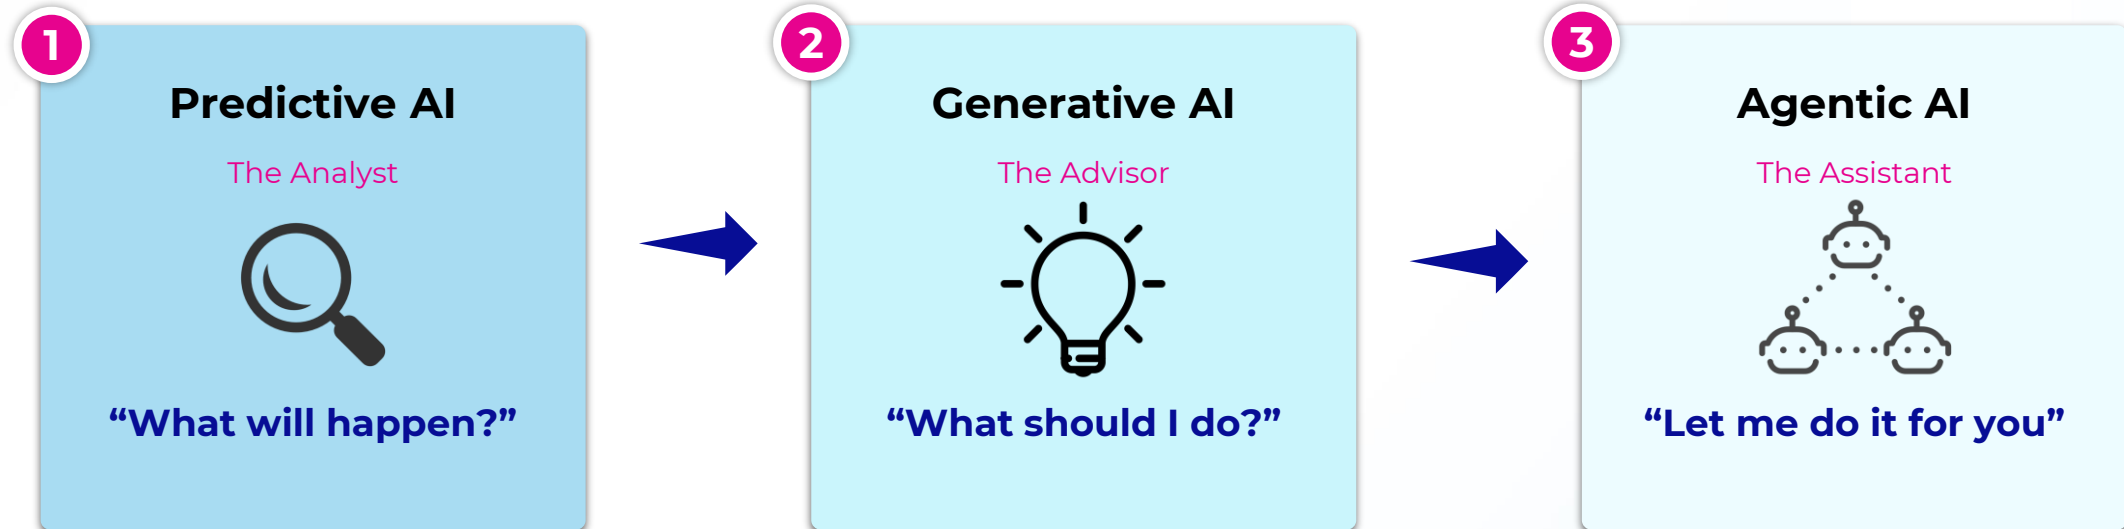 1
Predictive AI
The Analyst
“What will happen?”
2
Generative AI
The Advisor
“What should I do?”
3
Agentic AI
The Assistant
“Let me do it for you”